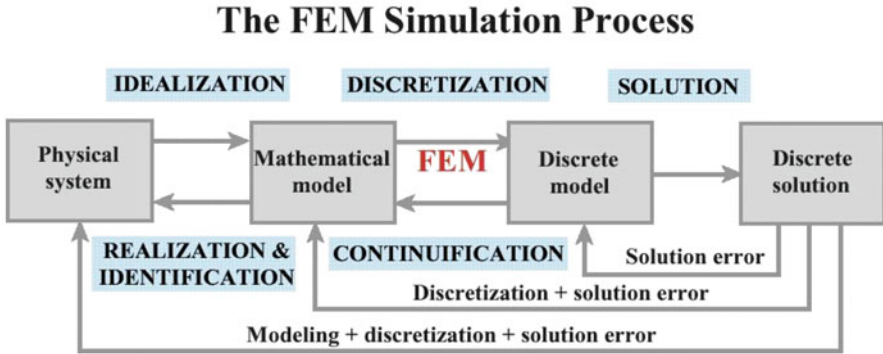 The FEM Simulation Process
IDEALIZATION
DISCRETIZATION
SOLUTION
Physical
system
Mathematical
model
FEM
Discrete
model
Discrete
solution
REALIZATION &
IDENTIFICATION
CONTINUIFICATION
Solution error
Discretization + solution error
Modeling + discretization + solution error